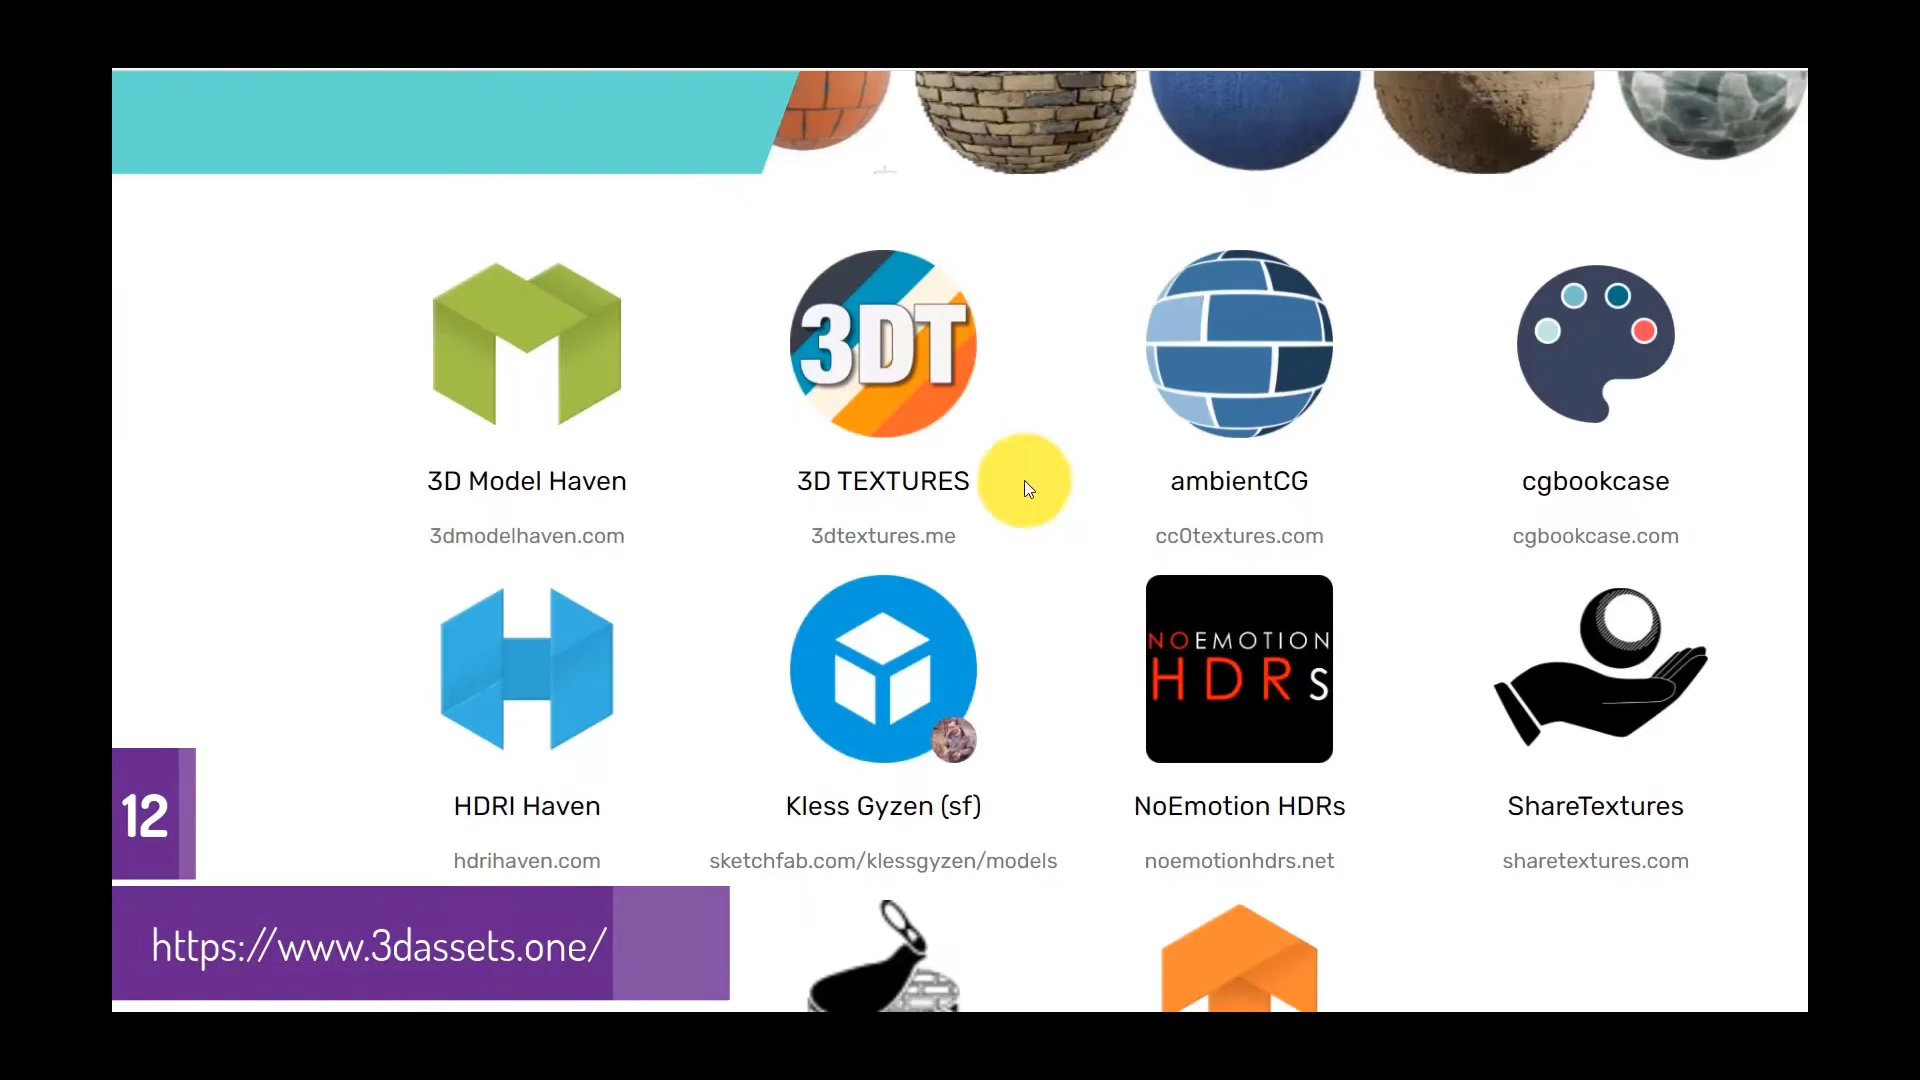 3DT
3D Model Haven
3D TEXTURES
ambientCG
cgbookcase
3dmodelhaven.com
3dtextures.me
cc0textures.com
cgbookcase.com
NOEMOTION
HDRs
HDRI Haven
Kless Gyzen (sf)
NoEmotion HDRs
ShareTextures
hdrihaven.com
sketchfab.com/klessgyzen/models
noemotionhdrs.net
sharetextures.com
12
https://www.3dassets.one/